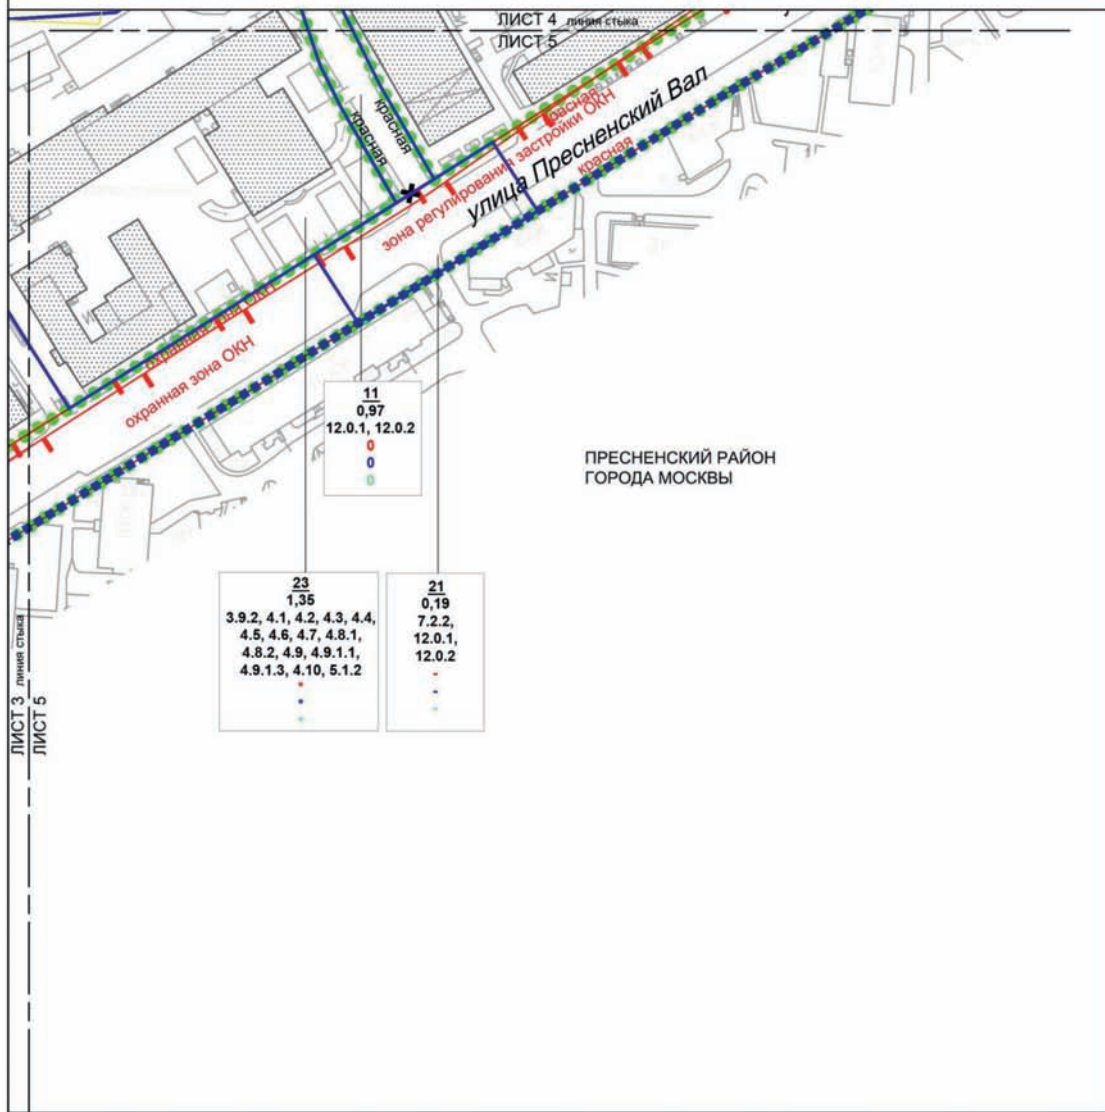 ЛИСТ 4 линия стыка
ЛИСТ 5
красная
красная
красная
зона регулирования застройки ОКН
улица Пресненский Вал
красная
охранная зона ОКН
охранная зона ОКН
11
0,97
12.0.1, 12.0.2
0
0
0
ПРЕСНЕНСКИЙ РАЙОН
ГОРОДА МОСКВЫ
23
1,35
3.9.2, 4.1, 4.2, 4.3, 4.4,
4.5, 4.6, 4.7, 4.8.1,
4.8.2, 4.9, 4.9.1.1,
4.9.1.3, 4.10, 5.1.2
-
-
-
21
0,19
7.2.2,
12.0.1,
12.0.2
-
-
-
ЛИСТ 3 линия стыка
ЛИСТ 5